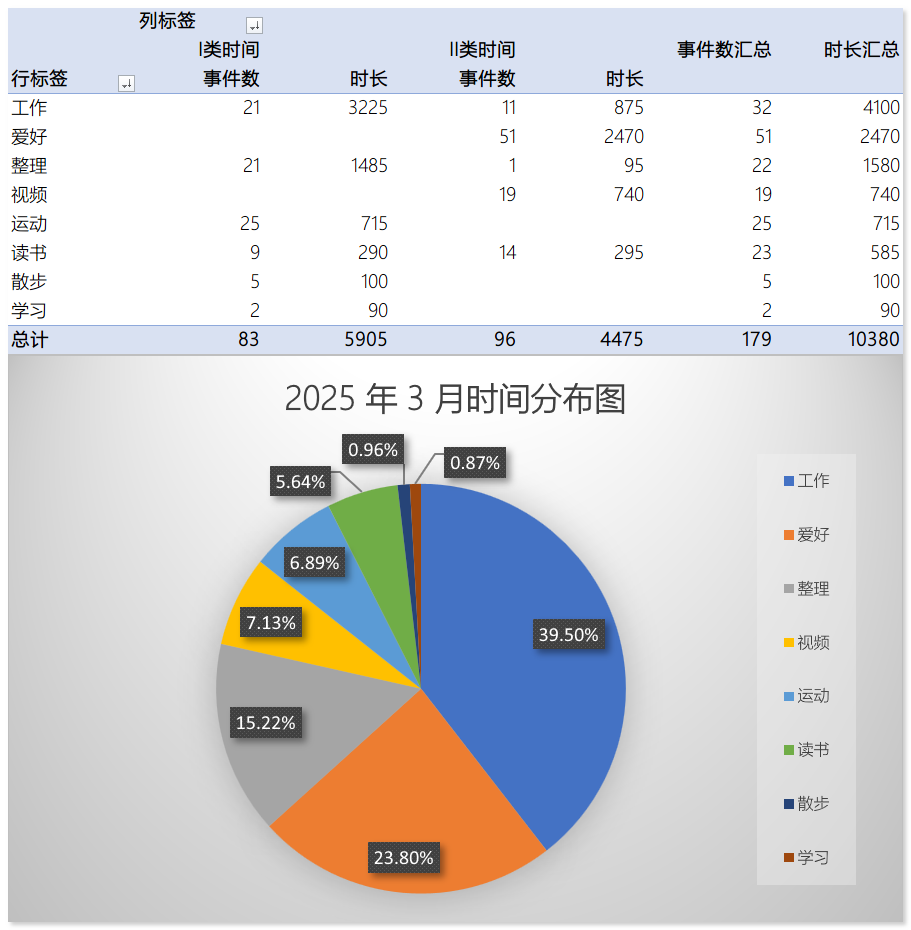 列标签
I类时间 II类时间 事件数汇总 时长汇总
行标签 事件数 时长 事件数 时长
工作 21 3225 11 875 32 4100
爱好 51 2470 51 2470
整理 21 1485 1 95 22 1580
视频 19 740 19 740
运动 25 715 25 715
读书 9 290 14 295 23 585
散步 5 100 5 100
学习 2 90 2 90
总计 83 5905 96 4475 179 10380
2025 年 3 月时间分布图
0.96%
0.87%
5.64%
6.89%
7.13%
39.50%
15.22%
23.80%
工作
爱好
整理
视频
运动
读书
散步
学习